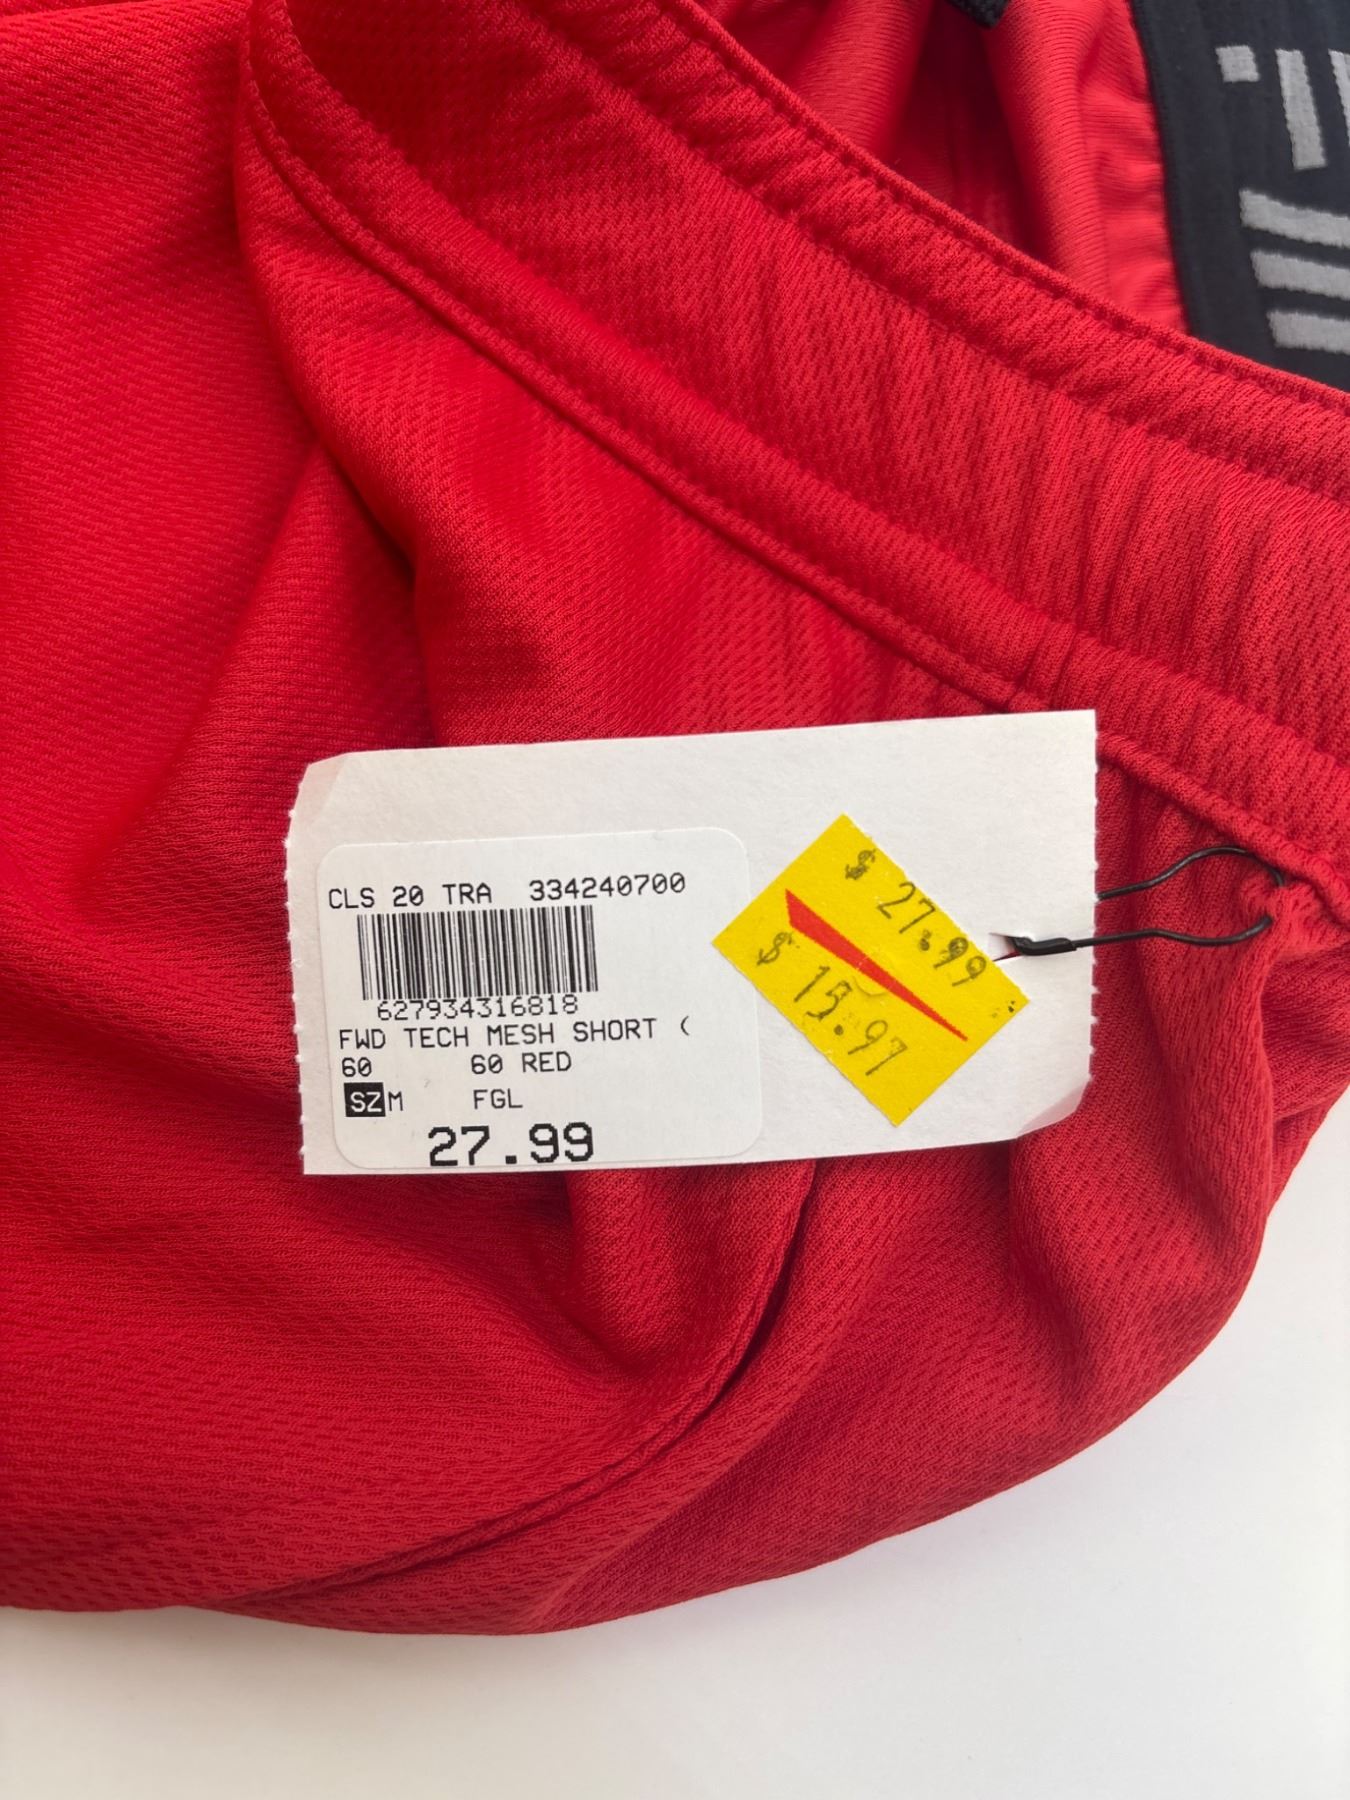 CLS 20 TRA 334240700
627934316818
FWD TECH MESH SHORT (
60 60 RED
SZ M FGL
27.99
$ 27.99
$ 15.97